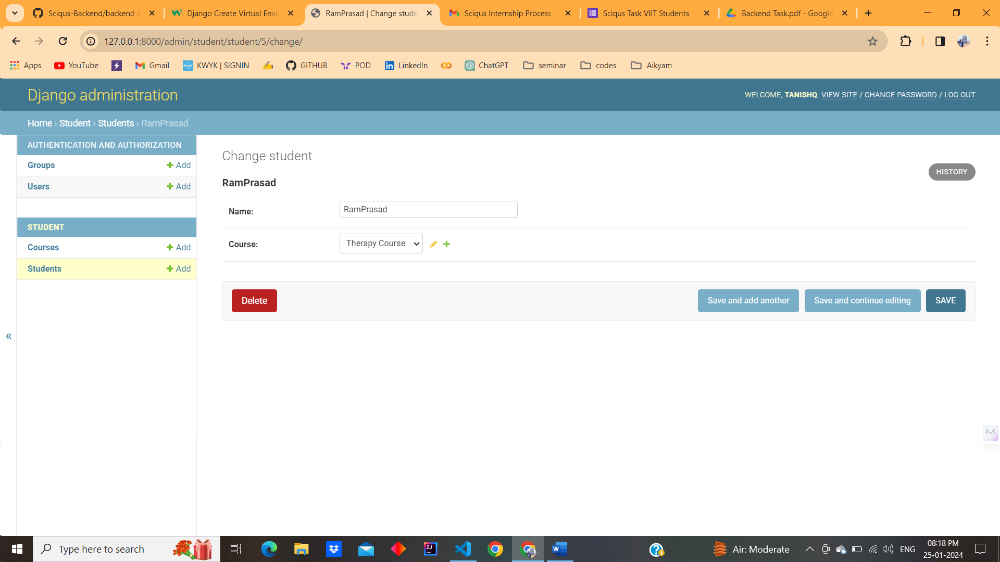 Sciqus-Backend/backend a
Django Create Virtual Envir
RamPrasad | Change stude
Sciqus Internship Process -
Sciqus Task VIIT Students
Backend Task.pdf - Google
127.0.0.1:8000/admin/student/student/5/change/
Apps
YouTube
Gmail
KWYK | SIGNIN
GITHUB
POD
LinkedIn
ChatGPT
seminar
codes
Aikyam
Django administration
WELCOME, TANISHQ. VIEW SITE / CHANGE PASSWORD / LOG OUT
Home › Student › Students › RamPrasad
AUTHENTICATION AND AUTHORIZATION
Groups
Add
Users
Add
STUDENT
Courses
Add
Students
Add
Change student
HISTORY
RamPrasad
Name:
RamPrasad
Course:
Therapy Course
Delete
Save and add another
Save and continue editing
SAVE
Type here to search
Air: Moderate
ENG
08:18 PM
25-01-2024